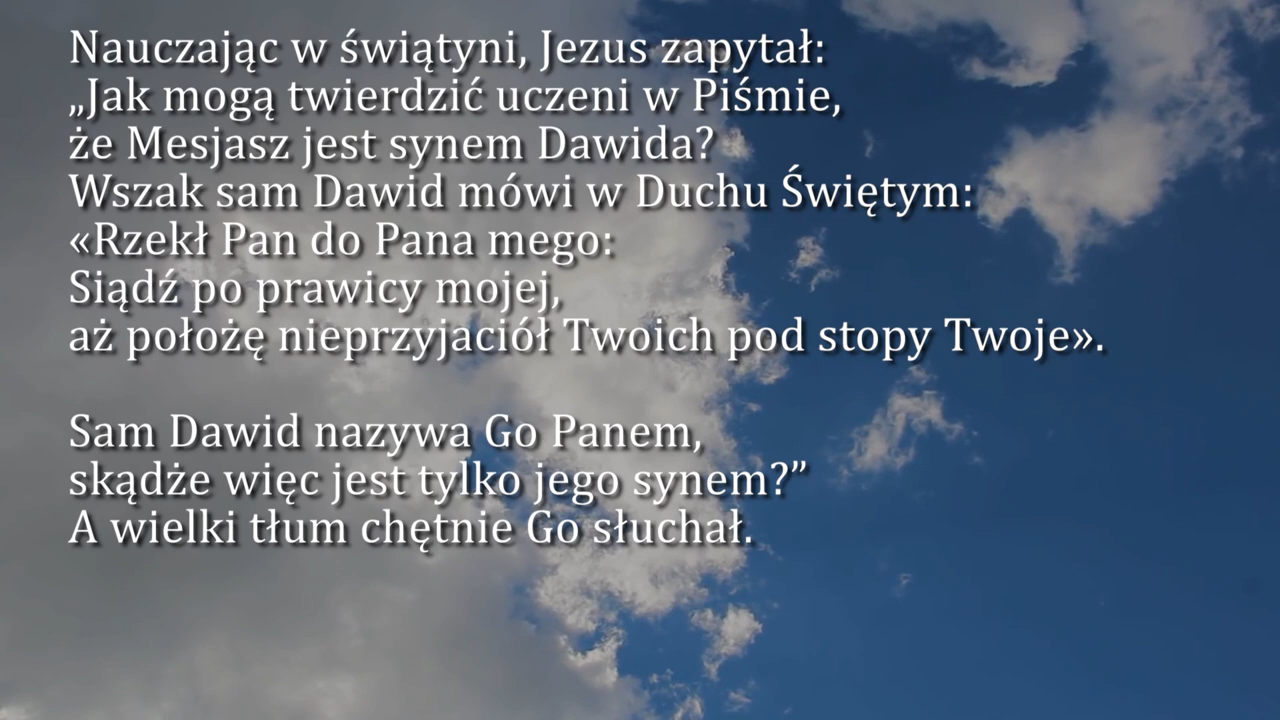 Nauczając w świątyni, Jezus zapytał:
„Jak mogą twierdzić uczeni w Piśmie,
że Mesjasz jest synem Dawida?
Wszak sam Dawid mówi w Duchu Świętym:
«Rzekł Pan do Pana mego:
Siądź po prawicy mojej,
aż położę nieprzyjaciół Twoich pod stopy Twoje».
Sam Dawid nazywa Go Panem,
skądże więc jest tylko jego synem?”
A wielki tłum chętnie Go słuchał.